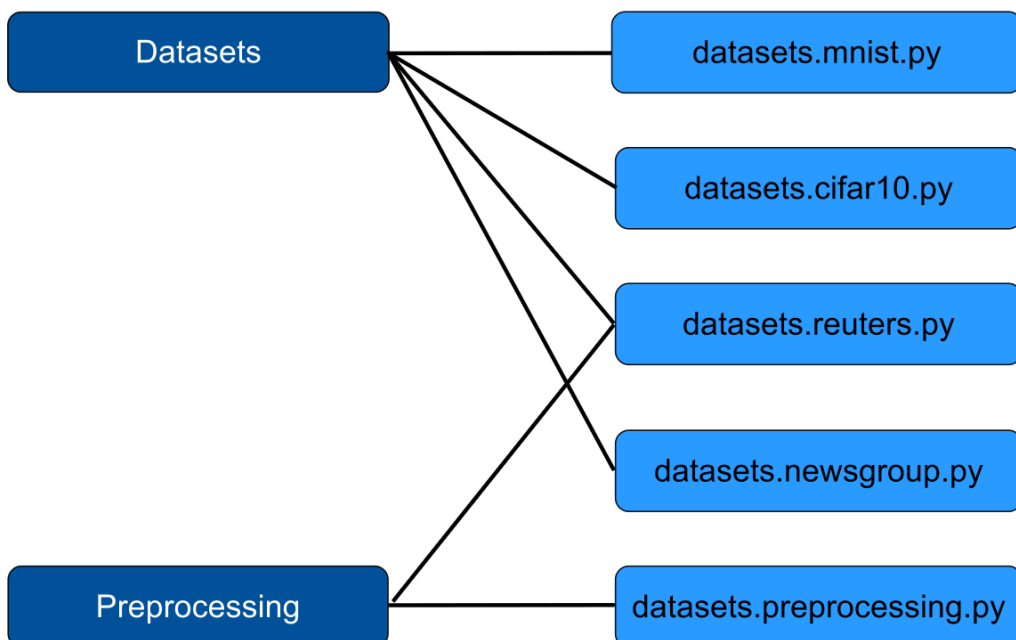 Datasets
datasets.mnist.py
datasets.cifar10.py
datasets.reuters.py
datasets.newsgroup.py
Preprocessing
datasets.preprocessing.py